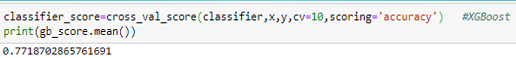 classifier_score=cross_val_score(classifier,x,y,cv=10,scoring='accuracy')   #XGBoost
print(gb_score.mean())
0.7718702865761691